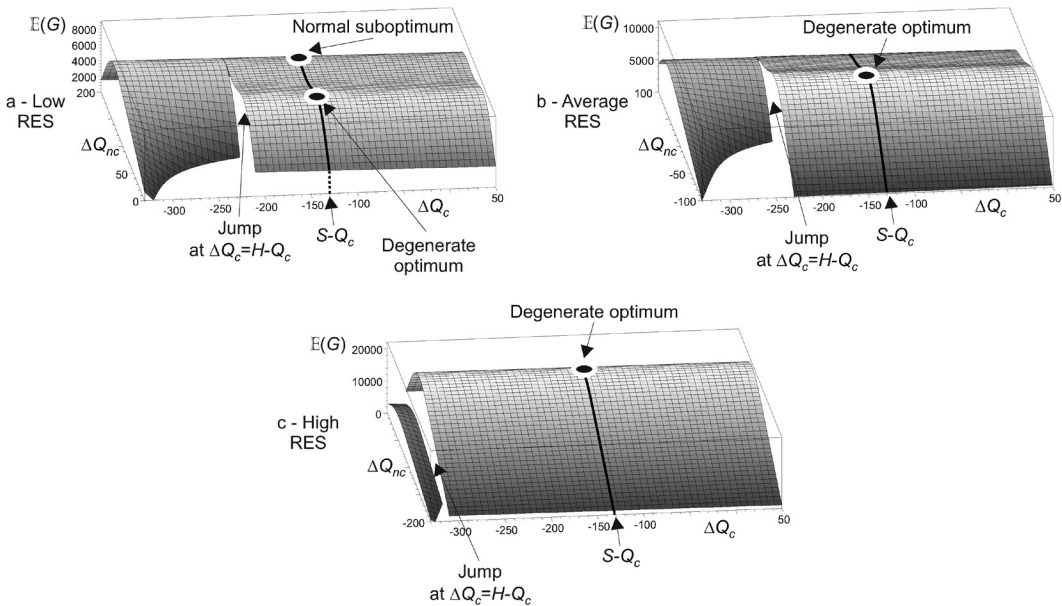 𝔼(G)
8000
6000
4000
2000
200
a - Low
RES
ΔQnc
50
0
-300
-250
-200
-150
-100
50
ΔQc
S-Qc
Normal suboptimum
Jump
at ΔQc=H-Qc
Degenerate
optimum
𝔼(G)
10000
5000
100
b - Average
RES
ΔQnc
-50
-100
-300
-250
-200
-150
-100
50
ΔQc
S-Qc
Degenerate optimum
Jump
at ΔQc=H-Qc
𝔼(G)
20000
10000
0
c - High
RES
ΔQnc
-200
-300
-250
-200
-150
-100
50
ΔQc
S-Qc
Degenerate optimum
Jump
at ΔQc=H-Qc